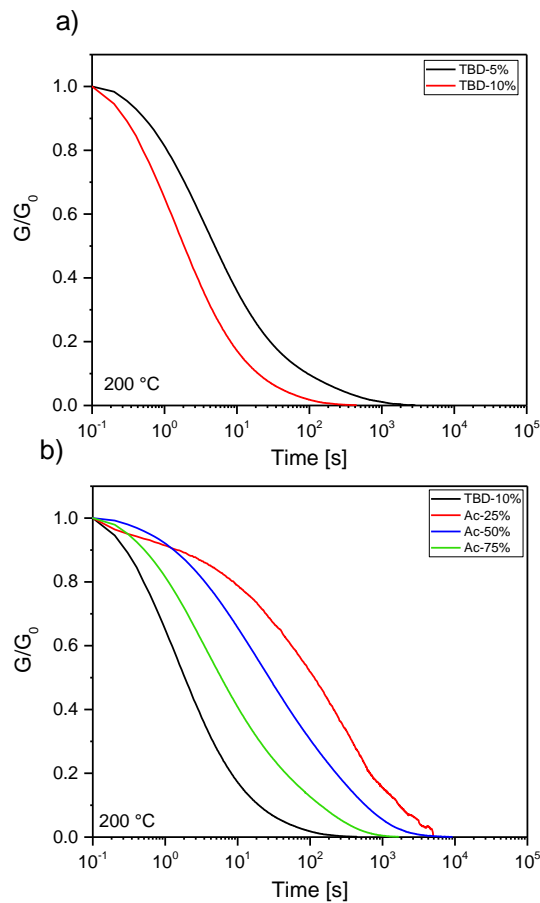 a)
TBD-5%
TBD-10%
1.0
0.8
0.6
0.4
0.2
0.0
G/G0
200 °C
10-1 100 101 102 103 104 105
Time [s]
b)
TBD-10%
Ac-25%
Ac-50%
Ac-75%
1.0
0.8
0.6
0.4
0.2
0.0
G/G0
200 °C
10-1 100 101 102 103 104 105
Time [s]